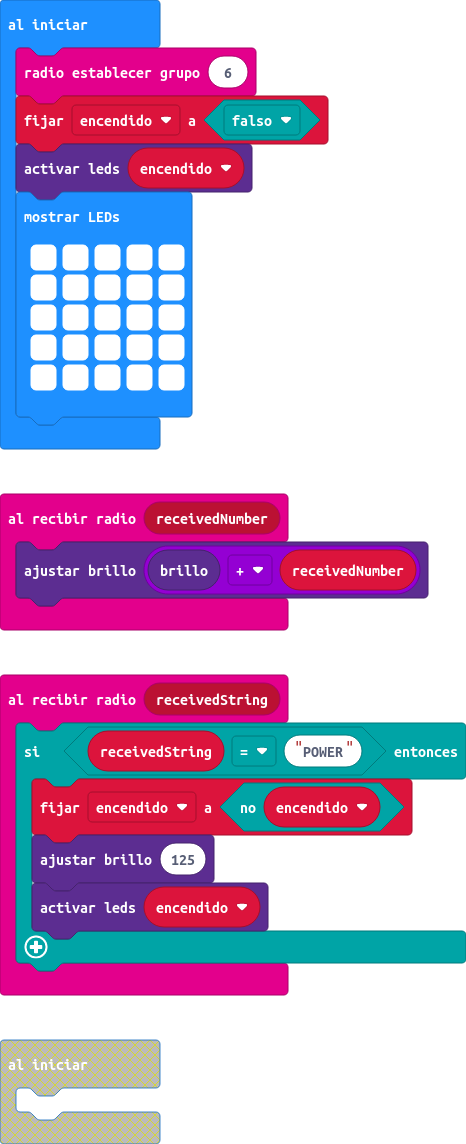 al iniciar
radio establecer grupo 6
fijar encendido a falso
activar leds encendido
mostrar LEDs
al recibir radio receivedNumber
ajustar brillo brillo + receivedNumber
al recibir radio receivedString
si receivedString = "POWER" entonces
fijar encendido a no encendido
ajustar brillo 125
activar leds encendido
al iniciar